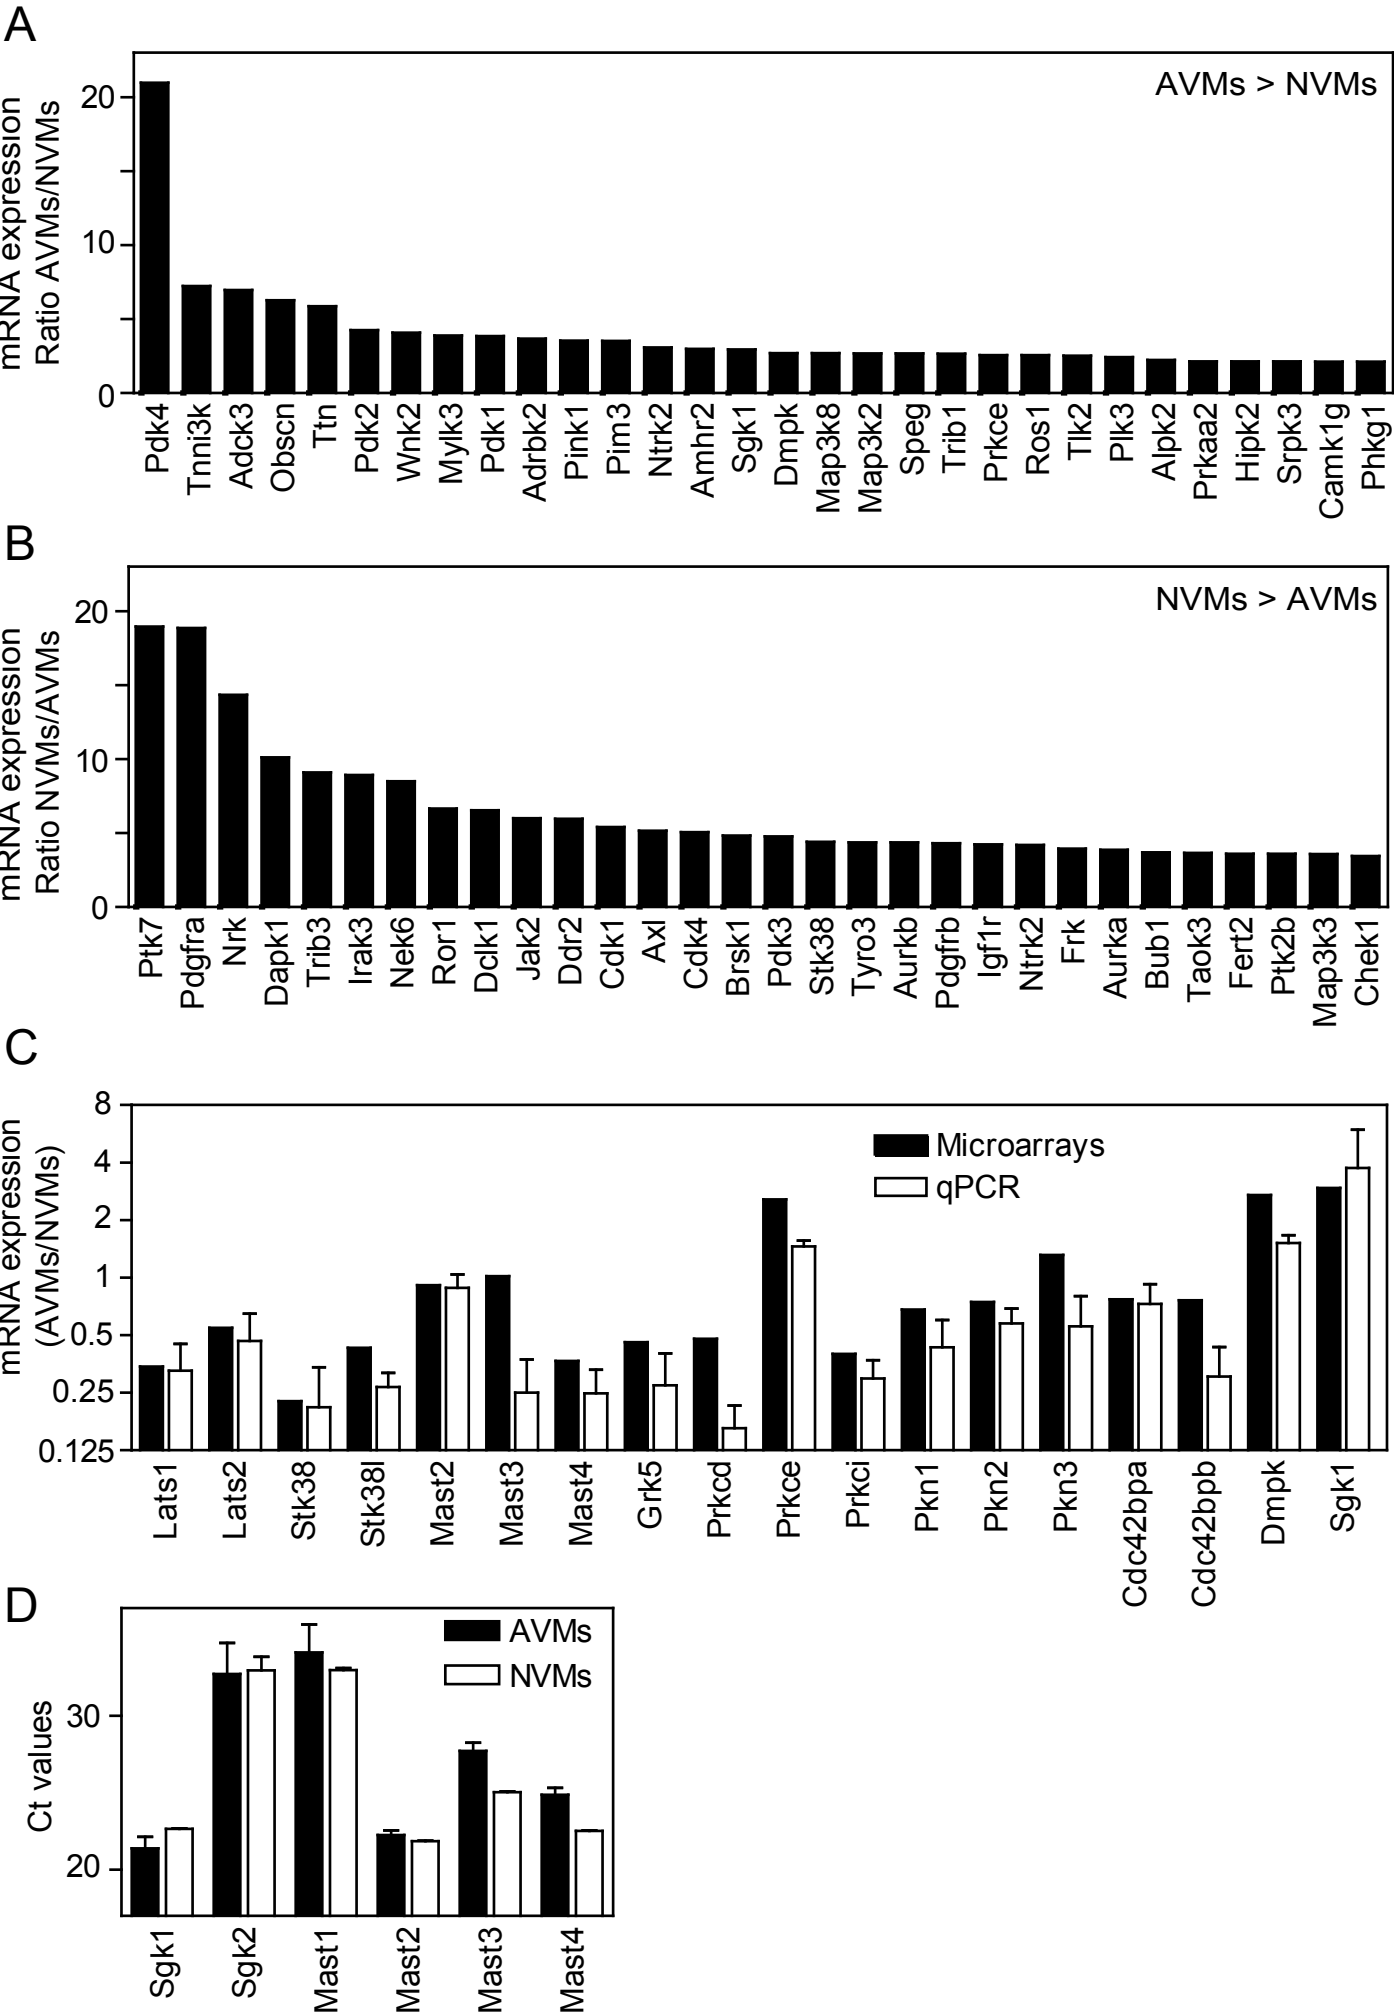 A
mRNA expression
Ratio AVMs/NVMs
20
10
0
AVMs > NVMs
Pdk4
Tnni3k
Adck3
Obscn
Ttn
Pdk2
Wnk2
Mylk3
Pdk1
Adrbk2
Pink1
Pim3
Ntrk2
Amhr2
Sgk1
Dmpk
Map3k8
Map3k2
Speg
Trib1
Prkce
Ros1
Tlk2
Plk3
Alpk2
Prkaa2
Hipk2
Srpk3
Camk1g
Phkg1
B
mRNA expression
Ratio NVMs/AVMs
20
10
0
NVMs > AVMs
Ptk7
Pdgfra
Nrk
Dapk1
Trib3
Irak3
Nek6
Ror1
Dclk1
Jak2
Ddr2
Cdk1
Axl
Cdk4
Brsk1
Pdk3
Stk38
Tyro3
Aurkb
Pdgfrb
Igf1r
Ntrk2
Frk
Aurka
Bub1
Taok3
Fert2
Ptk2b
Map3k3
Chek1
C
mRNA expression
(AVMs/NVMs)
8
4
2
1
0.5
0.25
0.125
Microarrays
qPCR
Lats1
Lats2
Stk38
Stk38l
Mast2
Mast3
Mast4
Grk5
Prkcd
Prkce
Prkci
Pkn1
Pkn2
Pkn3
Cdc42bpa
Cdc42bpb
Dmpk
Sgk1
D
Ct values
30
20
AVMs
NVMs
Sgk1
Sgk2
Mast1
Mast2
Mast3
Mast4